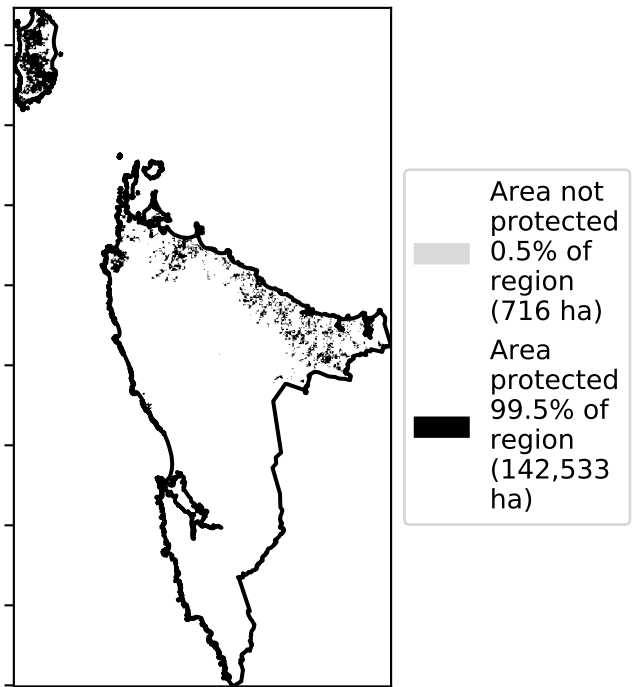 Area not
protected
0.5% of
region
(716 ha)
Area
protected
99.5% of
region
(142,533
ha)